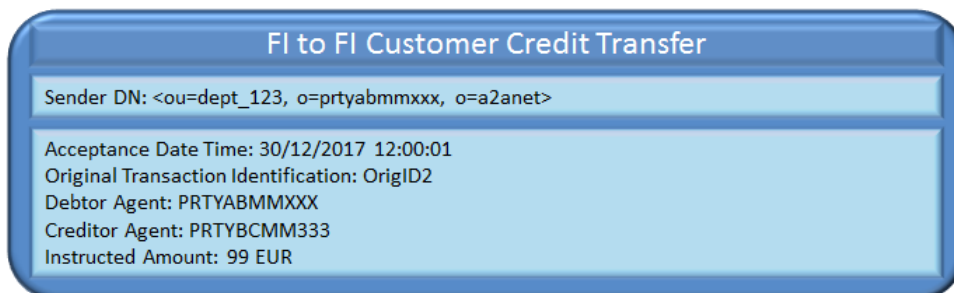 FI to FI Customer Credit Transfer
Sender DN: <ou=dept_123, o=prtyabmmxxx, o=a2anet>
Acceptance Date Time: 30/12/2017 12:00:01
Original Transaction Identification: OrigID2
Debtor Agent: PRTYABMMXXX
Creditor Agent: PRTYBCMM333
Instructed Amount: 99 EUR